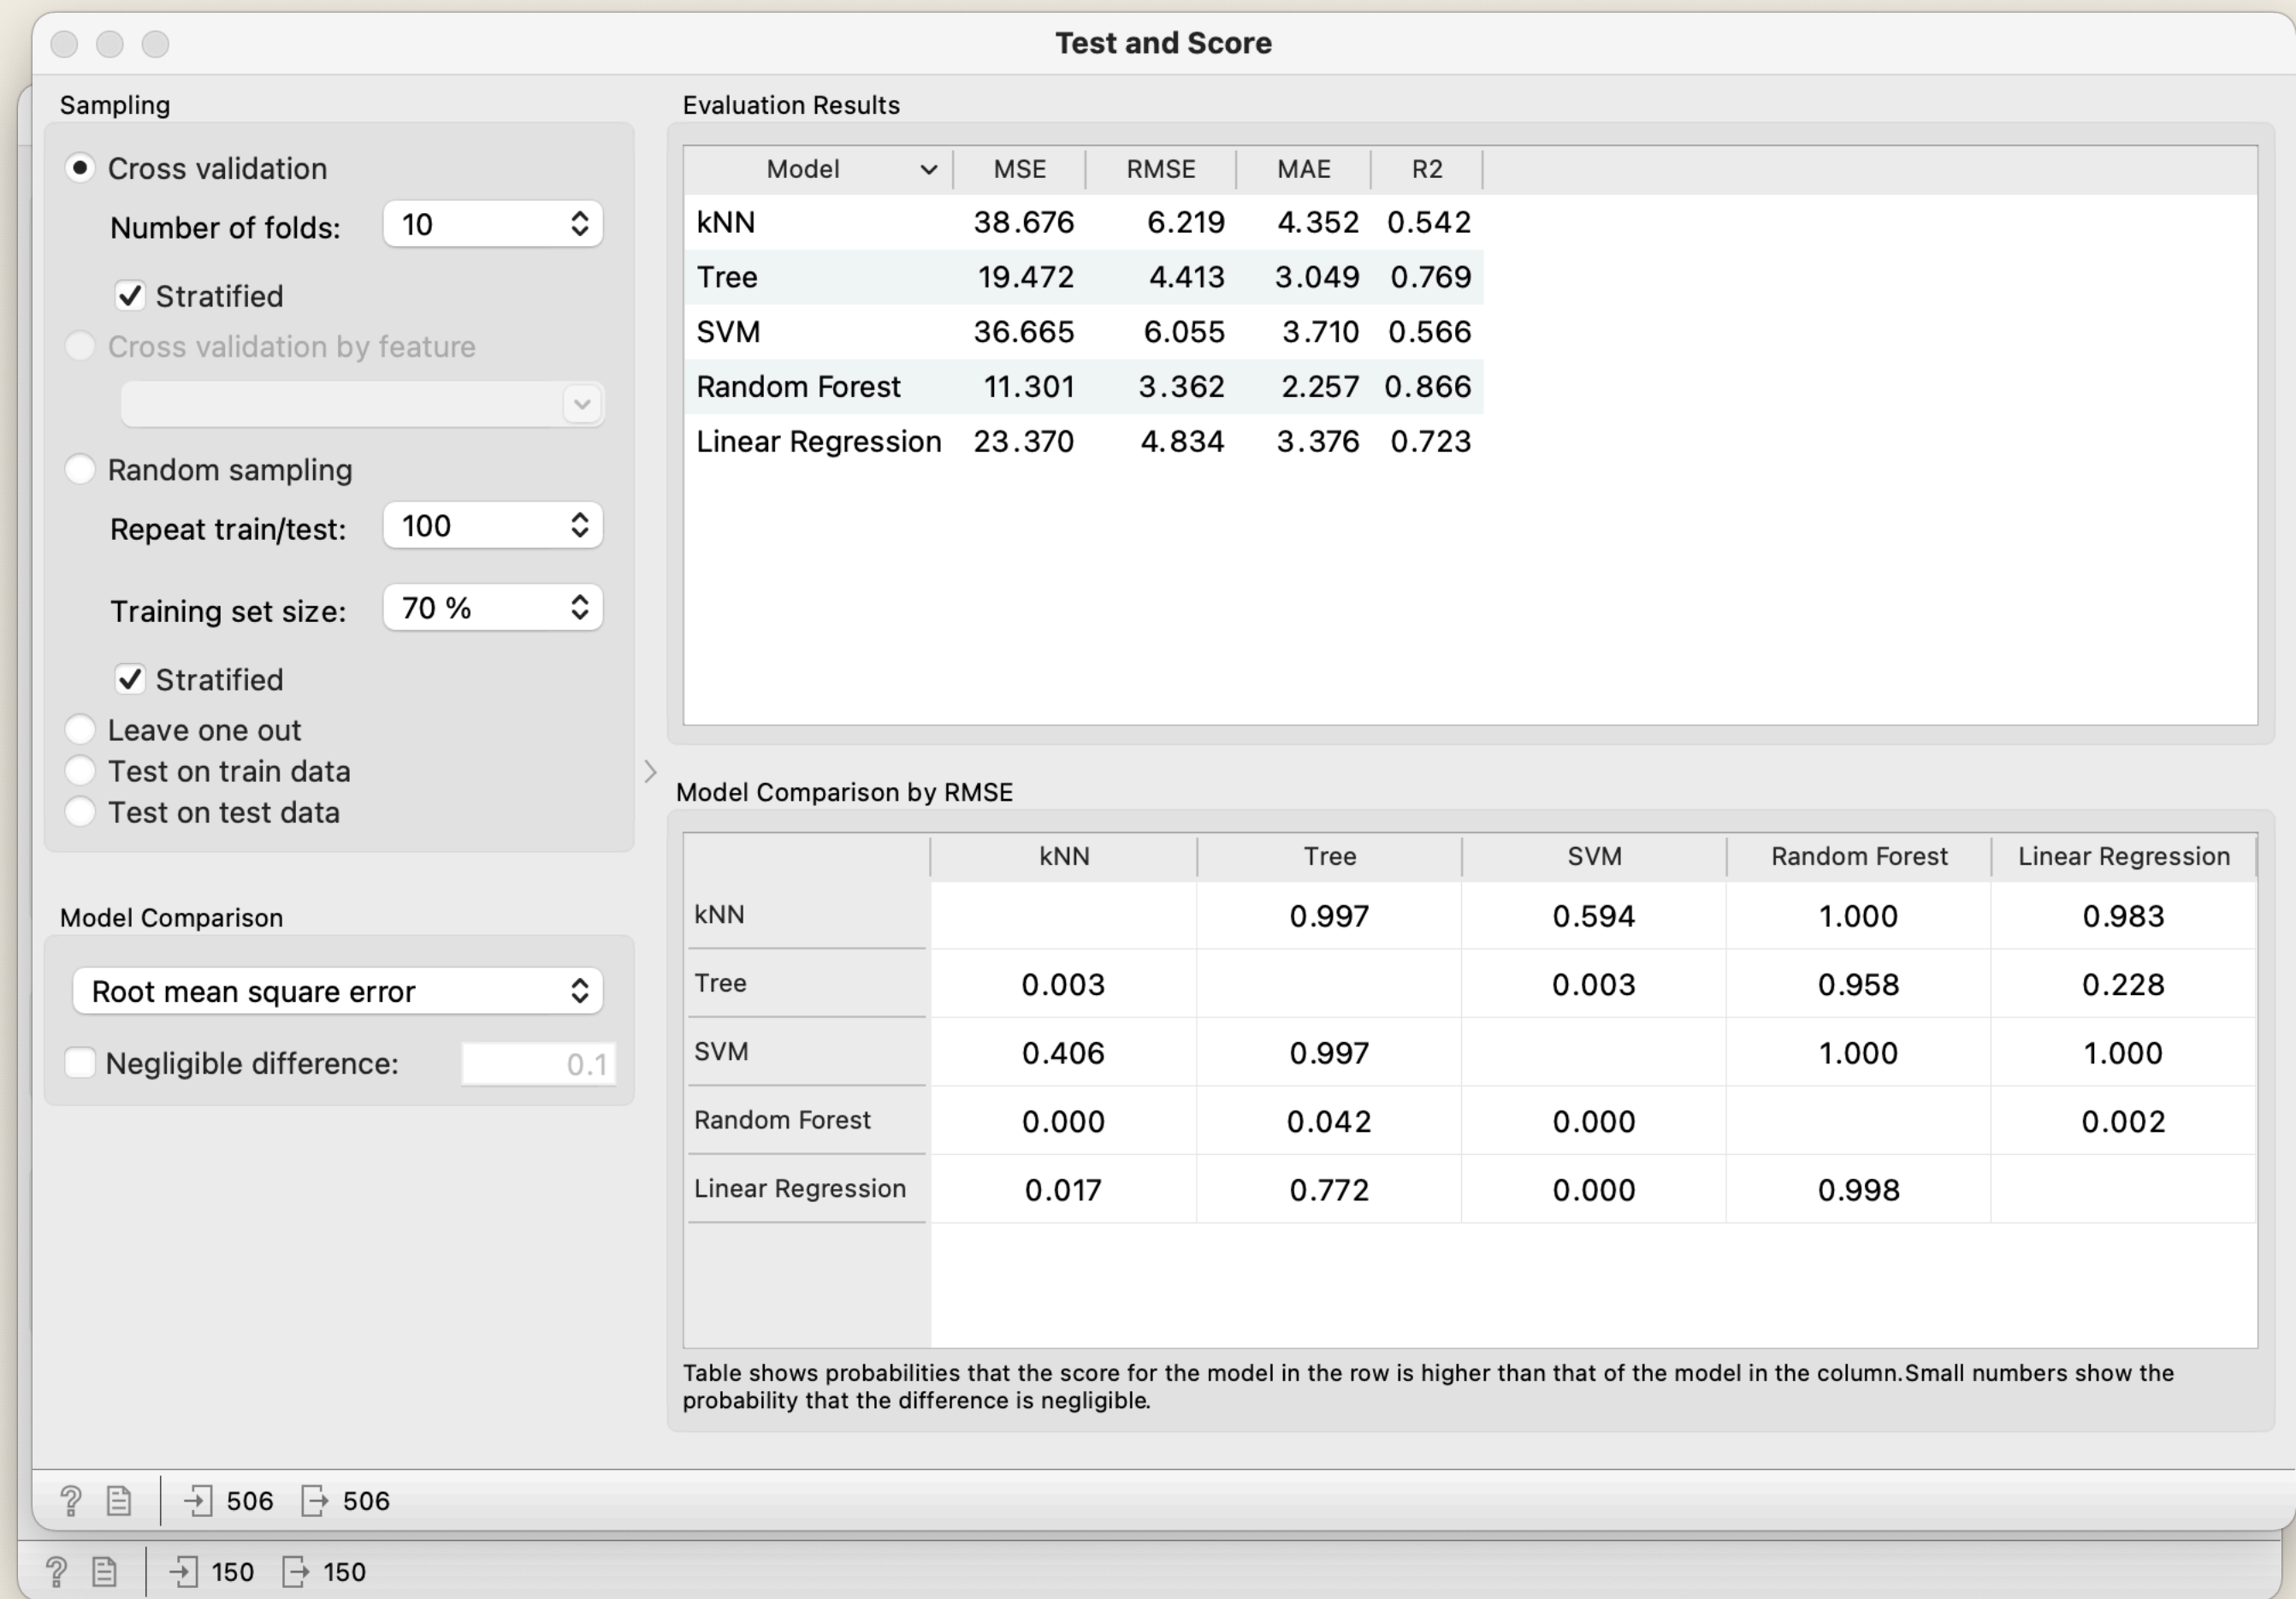 Test and Score
Sampling
Cross validation
Number of folds: 10
Stratified
Cross validation by feature
Random sampling
Repeat train/test: 100
Training set size: 70 %
Stratified
Leave one out
Test on train data
Test on test data
Model Comparison
Root mean square error
Negligible difference: 0.1
Evaluation Results
Model MSE RMSE MAE R2
kNN 38.676 6.219 4.352 0.542
Tree 19.472 4.413 3.049 0.769
SVM 36.665 6.055 3.710 0.566
Random Forest 11.301 3.362 2.257 0.866
Linear Regression 23.370 4.834 3.376 0.723
Model Comparison by RMSE
kNN Tree SVM Random Forest Linear Regression
kNN 0.997 0.594 1.000 0.983
Tree 0.003 0.003 0.958 0.228
SVM 0.406 0.997 1.000 1.000
Random Forest 0.000 0.042 0.000 0.002
Linear Regression 0.017 0.772 0.000 0.998
Table shows probabilities that the score for the model in the row is higher than that of the model in the column.Small numbers show the
probability that the difference is negligible.
? 506 506
? 150 150